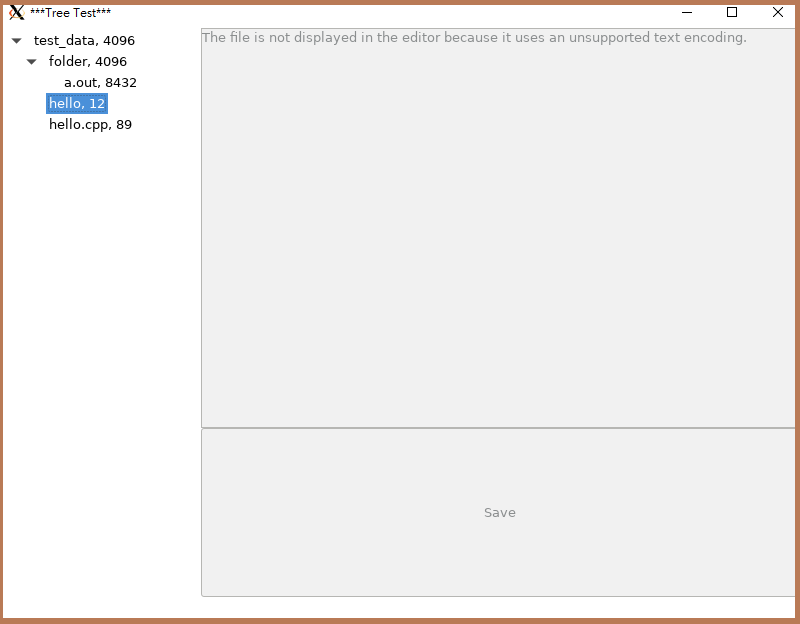 ***Tree Test***
test_data, 4096
folder, 4096
a.out, 8432
hello, 12
hello.cpp, 89
The file is not displayed in the editor because it uses an unsupported text encoding.
Save